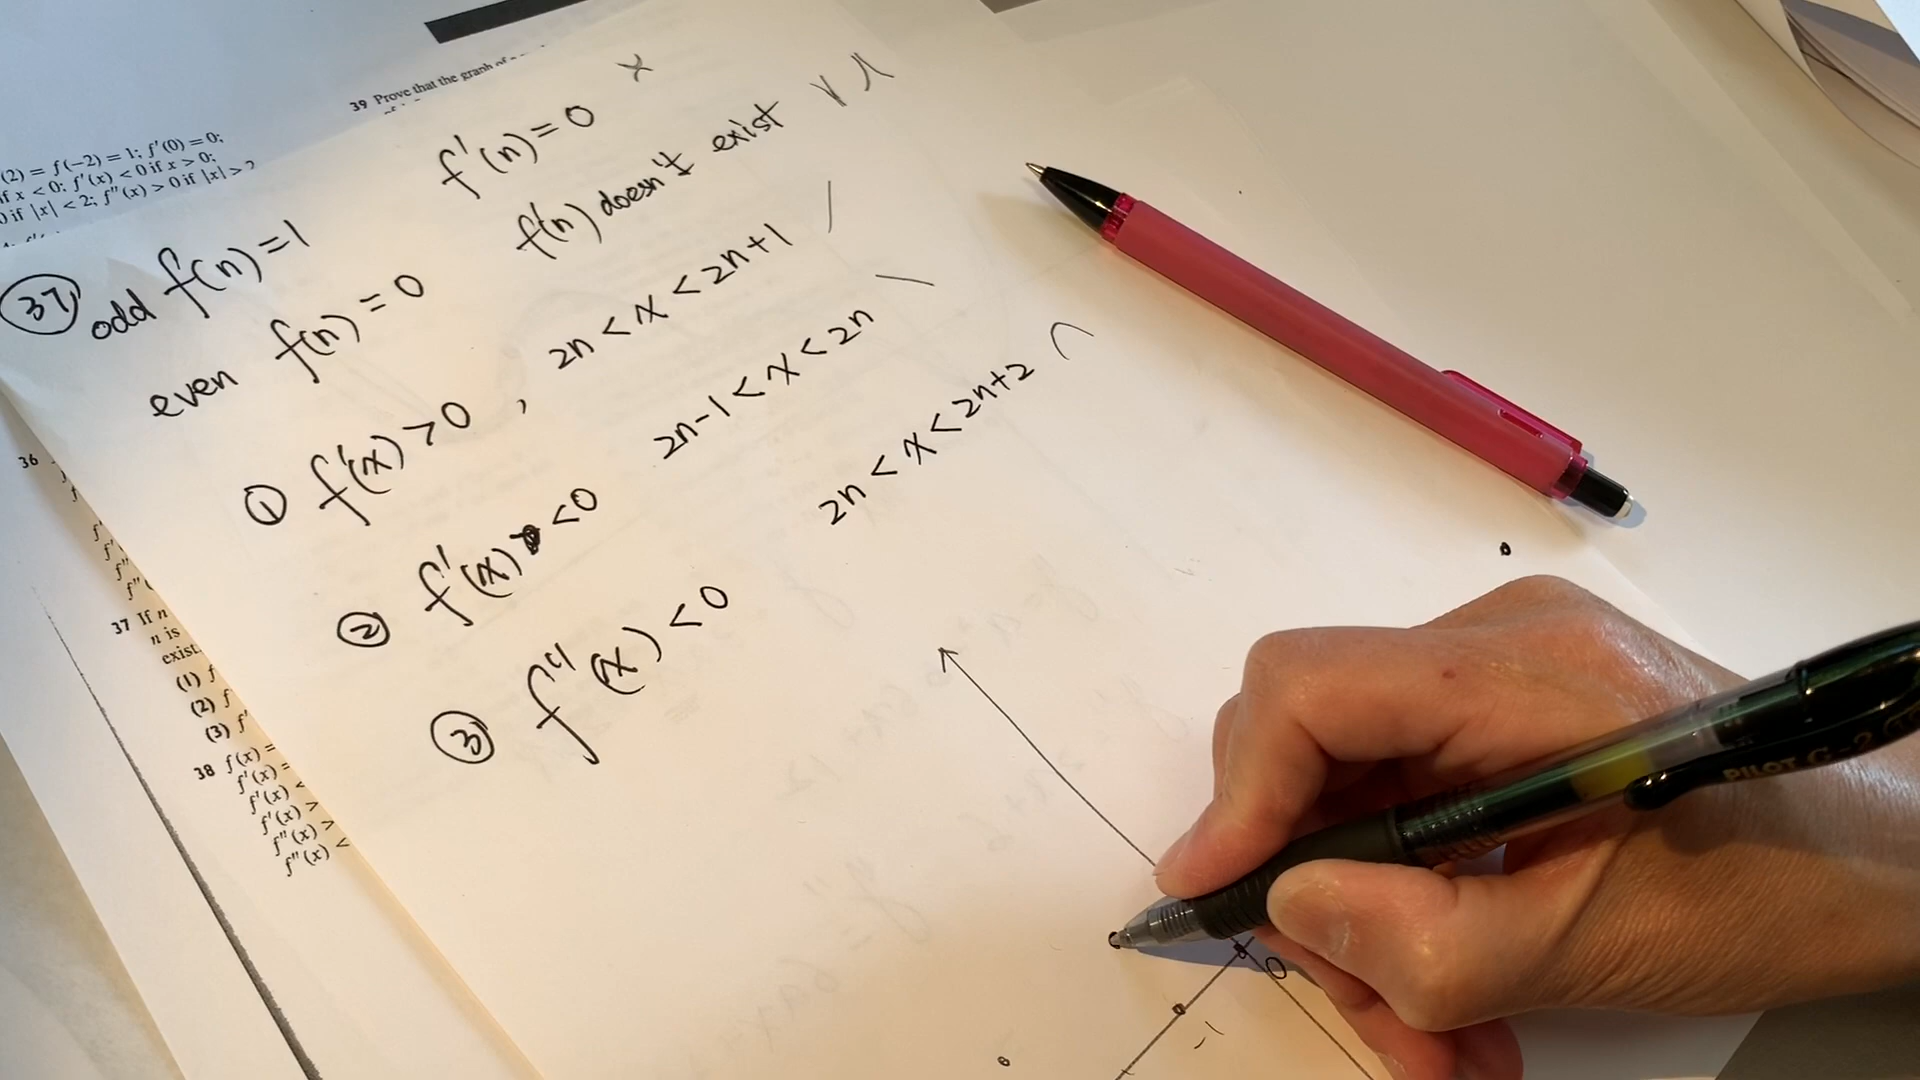 39 Prove that the graph of
(2) = f(−2) = 1; f'(0) = 0;
if x < 0; f'(x) < 0 if x > 0;
) if |x| < 2; f''(x) > 0 if |x| >
f'(n) = 0 x
f'(n) doesn't exist
37 odd f(n) = 1
even f(n) = 0
① f'(x) > 0 , 2n < x < 2n+1
② f'(x) < 0 2n-1 < x < 2n
③ f''(x) < 0 2n < x < 2n+2
36
f'
f'
f''
f''(
37 If n
n is
exist.
(1) f
(2) f
(3) f'
38 f(x) =
f'(x) =
f'(x) <
f'(x) >
f''(x) >
f''(x) <
0
-1
PILOT G-2